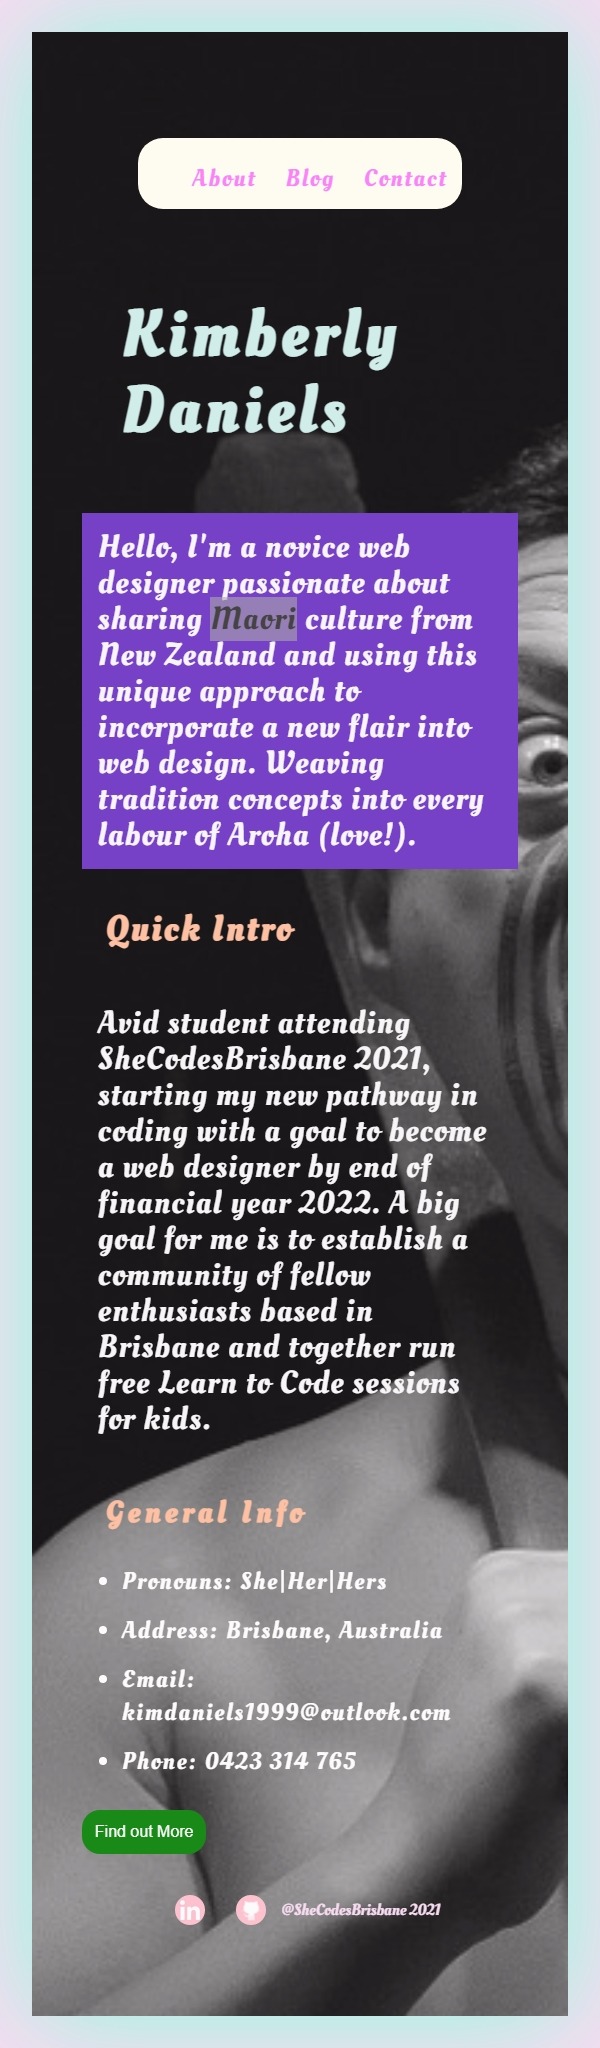 About Blog Contact
Kimberly
Daniels
Hello, I'm a novice web
designer passionate about
sharing Maori culture from
New Zealand and using this
unique approach to
incorporate a new flair into
web design. Weaving
tradition concepts into every
labour of Aroha (love!).
Quick Intro
Avid student attending
SheCodesBrisbane 2021,
starting my new pathway in
coding with a goal to become
a web designer by end of
financial year 2022. A big
goal for me is to establish a
community of fellow
enthusiasts based in
Brisbane and together run
free Learn to Code sessions
for kids.
General Info
Pronouns: She|Her|Hers
Address: Brisbane, Australia
Email:
kimdaniels1999@outlook.com
Phone: 0423 314 765
Find out More
in @SheCodesBrisbane 2021